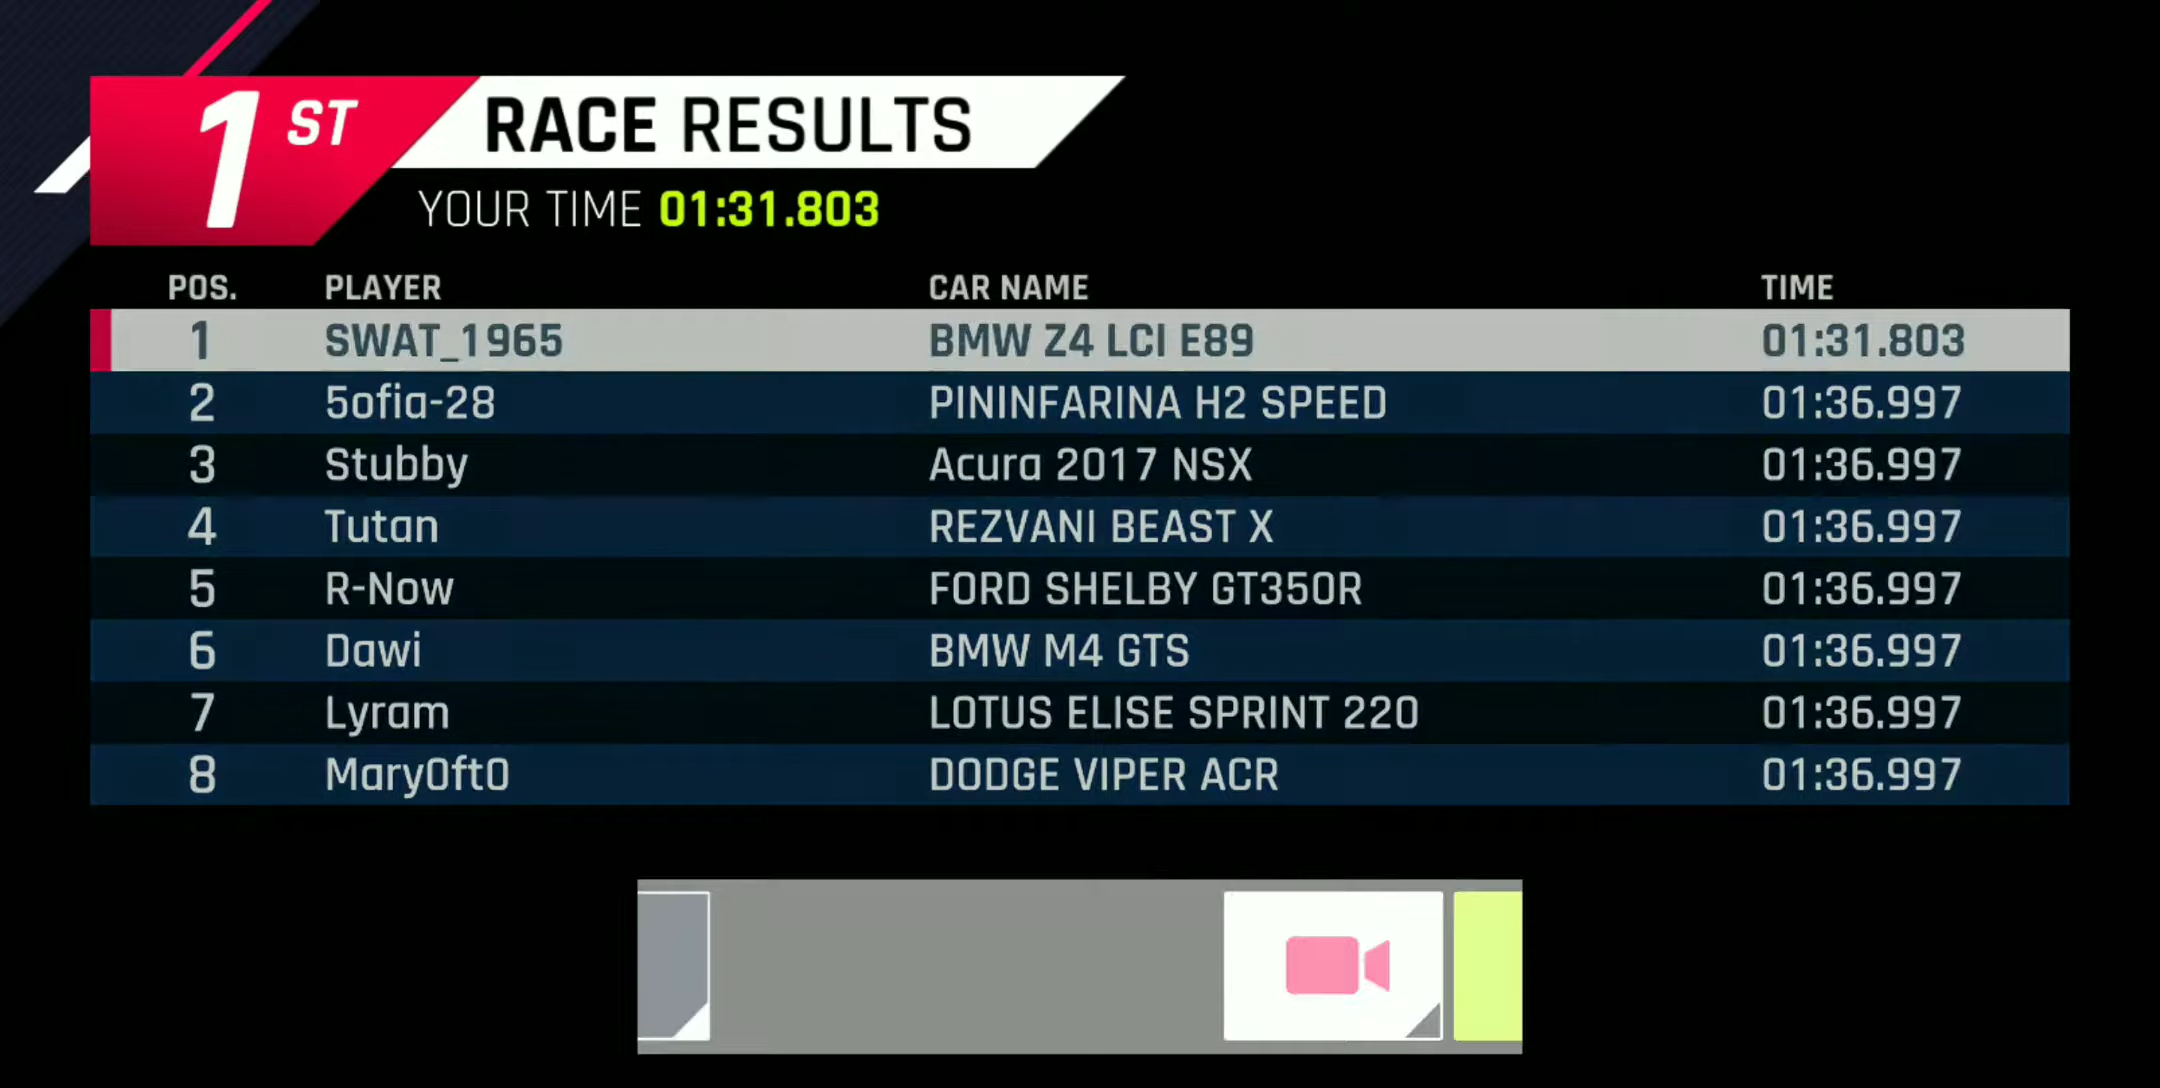 1ST
RACE RESULTS
YOUR TIME 01:31.803
POS. PLAYER CAR NAME TIME
1 SWAT_1965 BMW Z4 LCI E89 01:31.803
2 5ofia-28 PININFARINA H2 SPEED 01:36.997
3 Stubby Acura 2017 NSX 01:36.997
4 Tutan REZVANI BEAST X 01:36.997
5 R-Now FORD SHELBY GT350R 01:36.997
6 Dawi BMW M4 GTS 01:36.997
7 Lyram LOTUS ELISE SPRINT 220 01:36.997
8 Mary0ft0 DODGE VIPER ACR 01:36.997